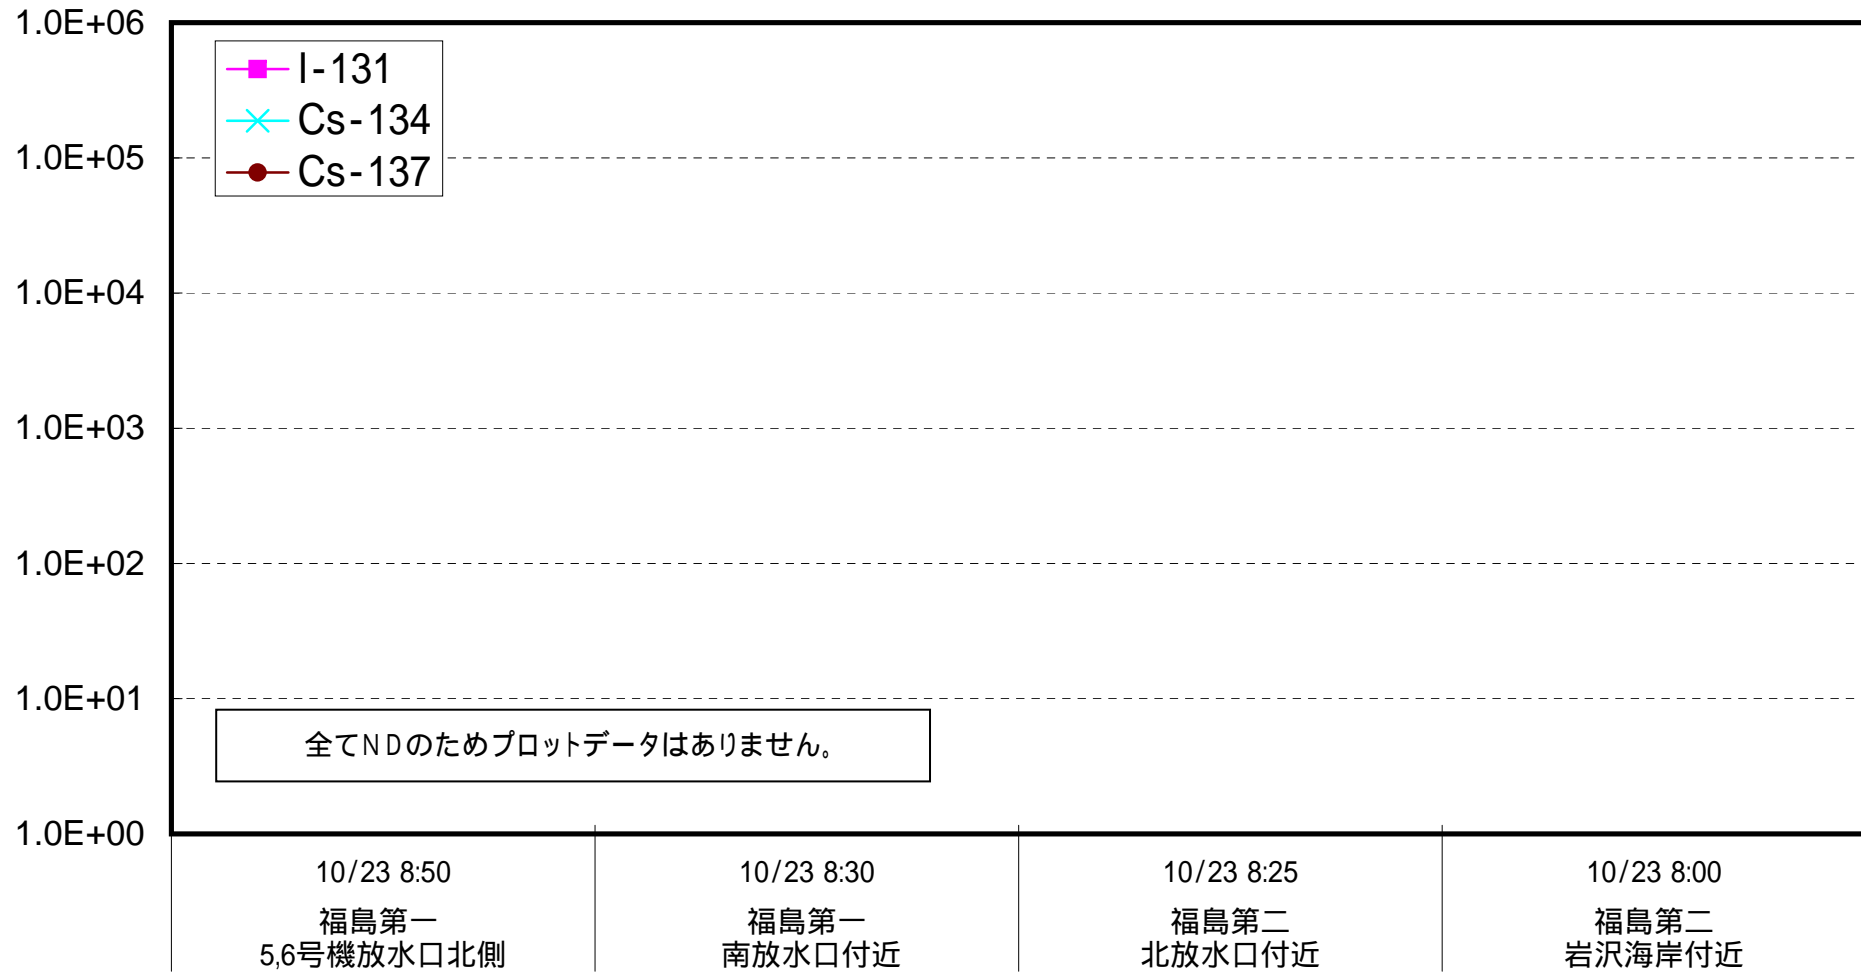 1.0E+06
I-131
Cs-134
Cs-137
1.0E+05
1.0E+04
1.0E+03
1.0E+02
1.0E+01
全てNDのためプロットデータはありません。
1.0E+00
10/23 8:50
10/23 8:30
10/23 8:25
10/23 8:00
福島第一
5,6号機放水口北側
福島第一
南放水口付近
福島第二
北放水口付近
福島第二
岩沢海岸付近